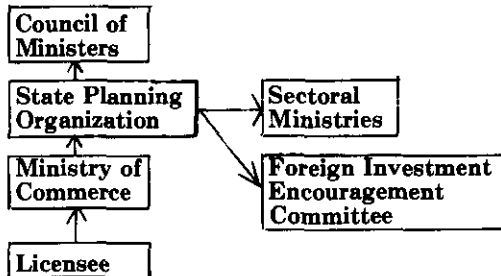 Council of
Ministers
State Planning
Organization
Sectoral
Ministries
Ministry of
Commerce
Foreign Investment
Encouragement
Committee
Licensee